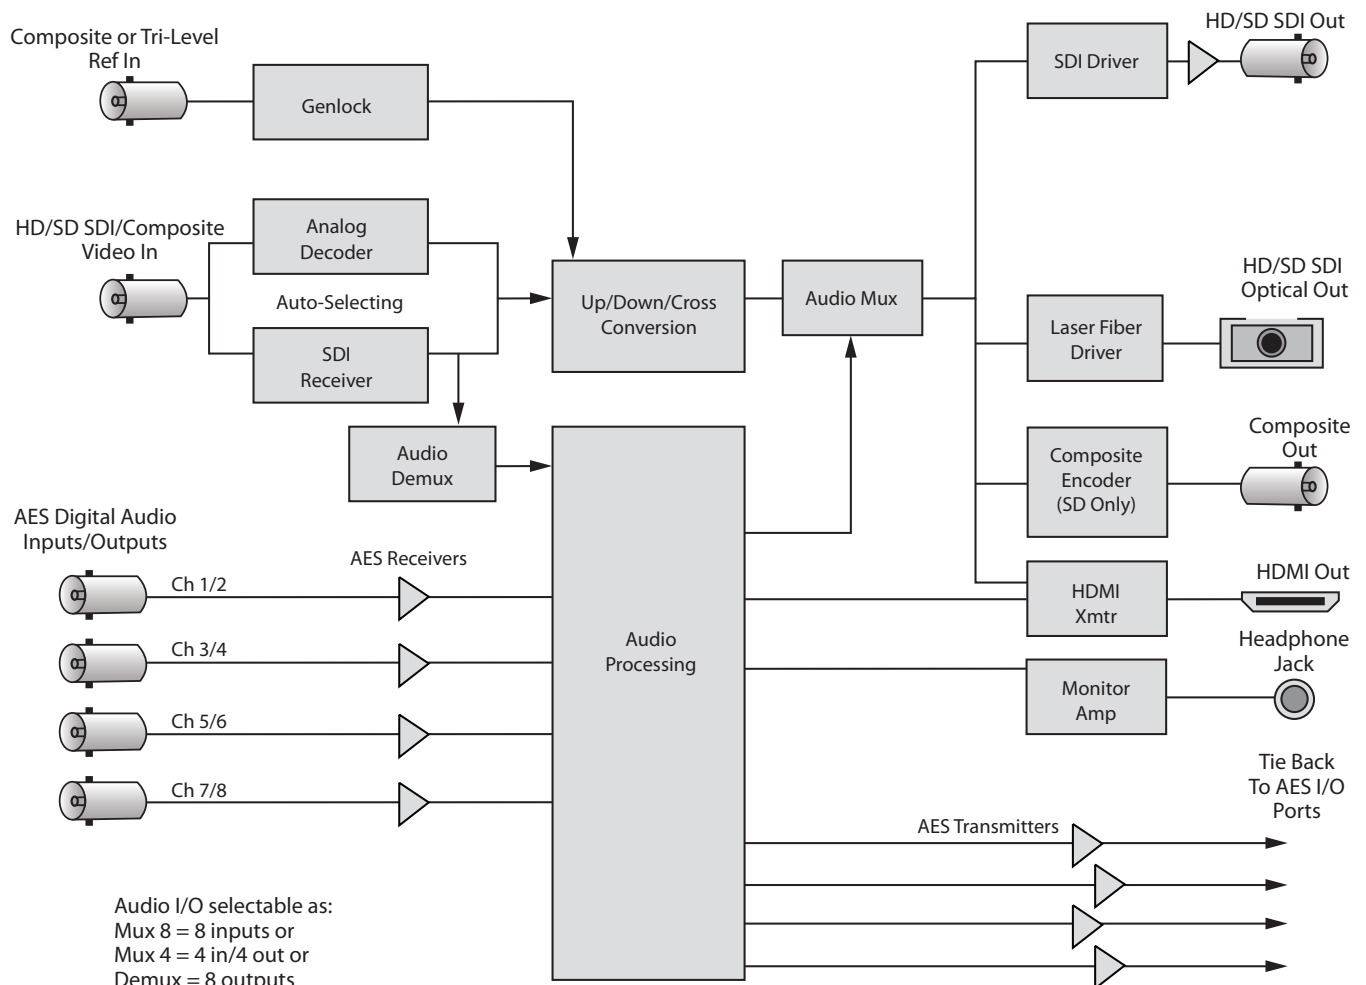 Composite or Tri-Level
Ref In
Genlock
HD/SD SDI/Composite
Video In
Analog
Decoder
Auto-Selecting
SDI
Receiver
Audio
Demux
Up/Down/Cross
Conversion
Audio Mux
SDI Driver
HD/SD SDI Out
Laser Fiber
Driver
HD/SD SDI
Optical Out
Composite
Encoder
(SD Only)
Composite
Out
HDMI
Xmtr
HDMI Out
Monitor
Amp
Headphone
Jack
AES Digital Audio
Inputs/Outputs
AES Receivers
Ch 1/2
Ch 3/4
Ch 5/6
Ch 7/8
Audio
Processing
AES Transmitters
Tie Back
To AES I/O
Ports
Audio I/O selectable as:
Mux 8 = 8 inputs or
Mux 4 = 4 in/4 out or
Demux = 8 outputs